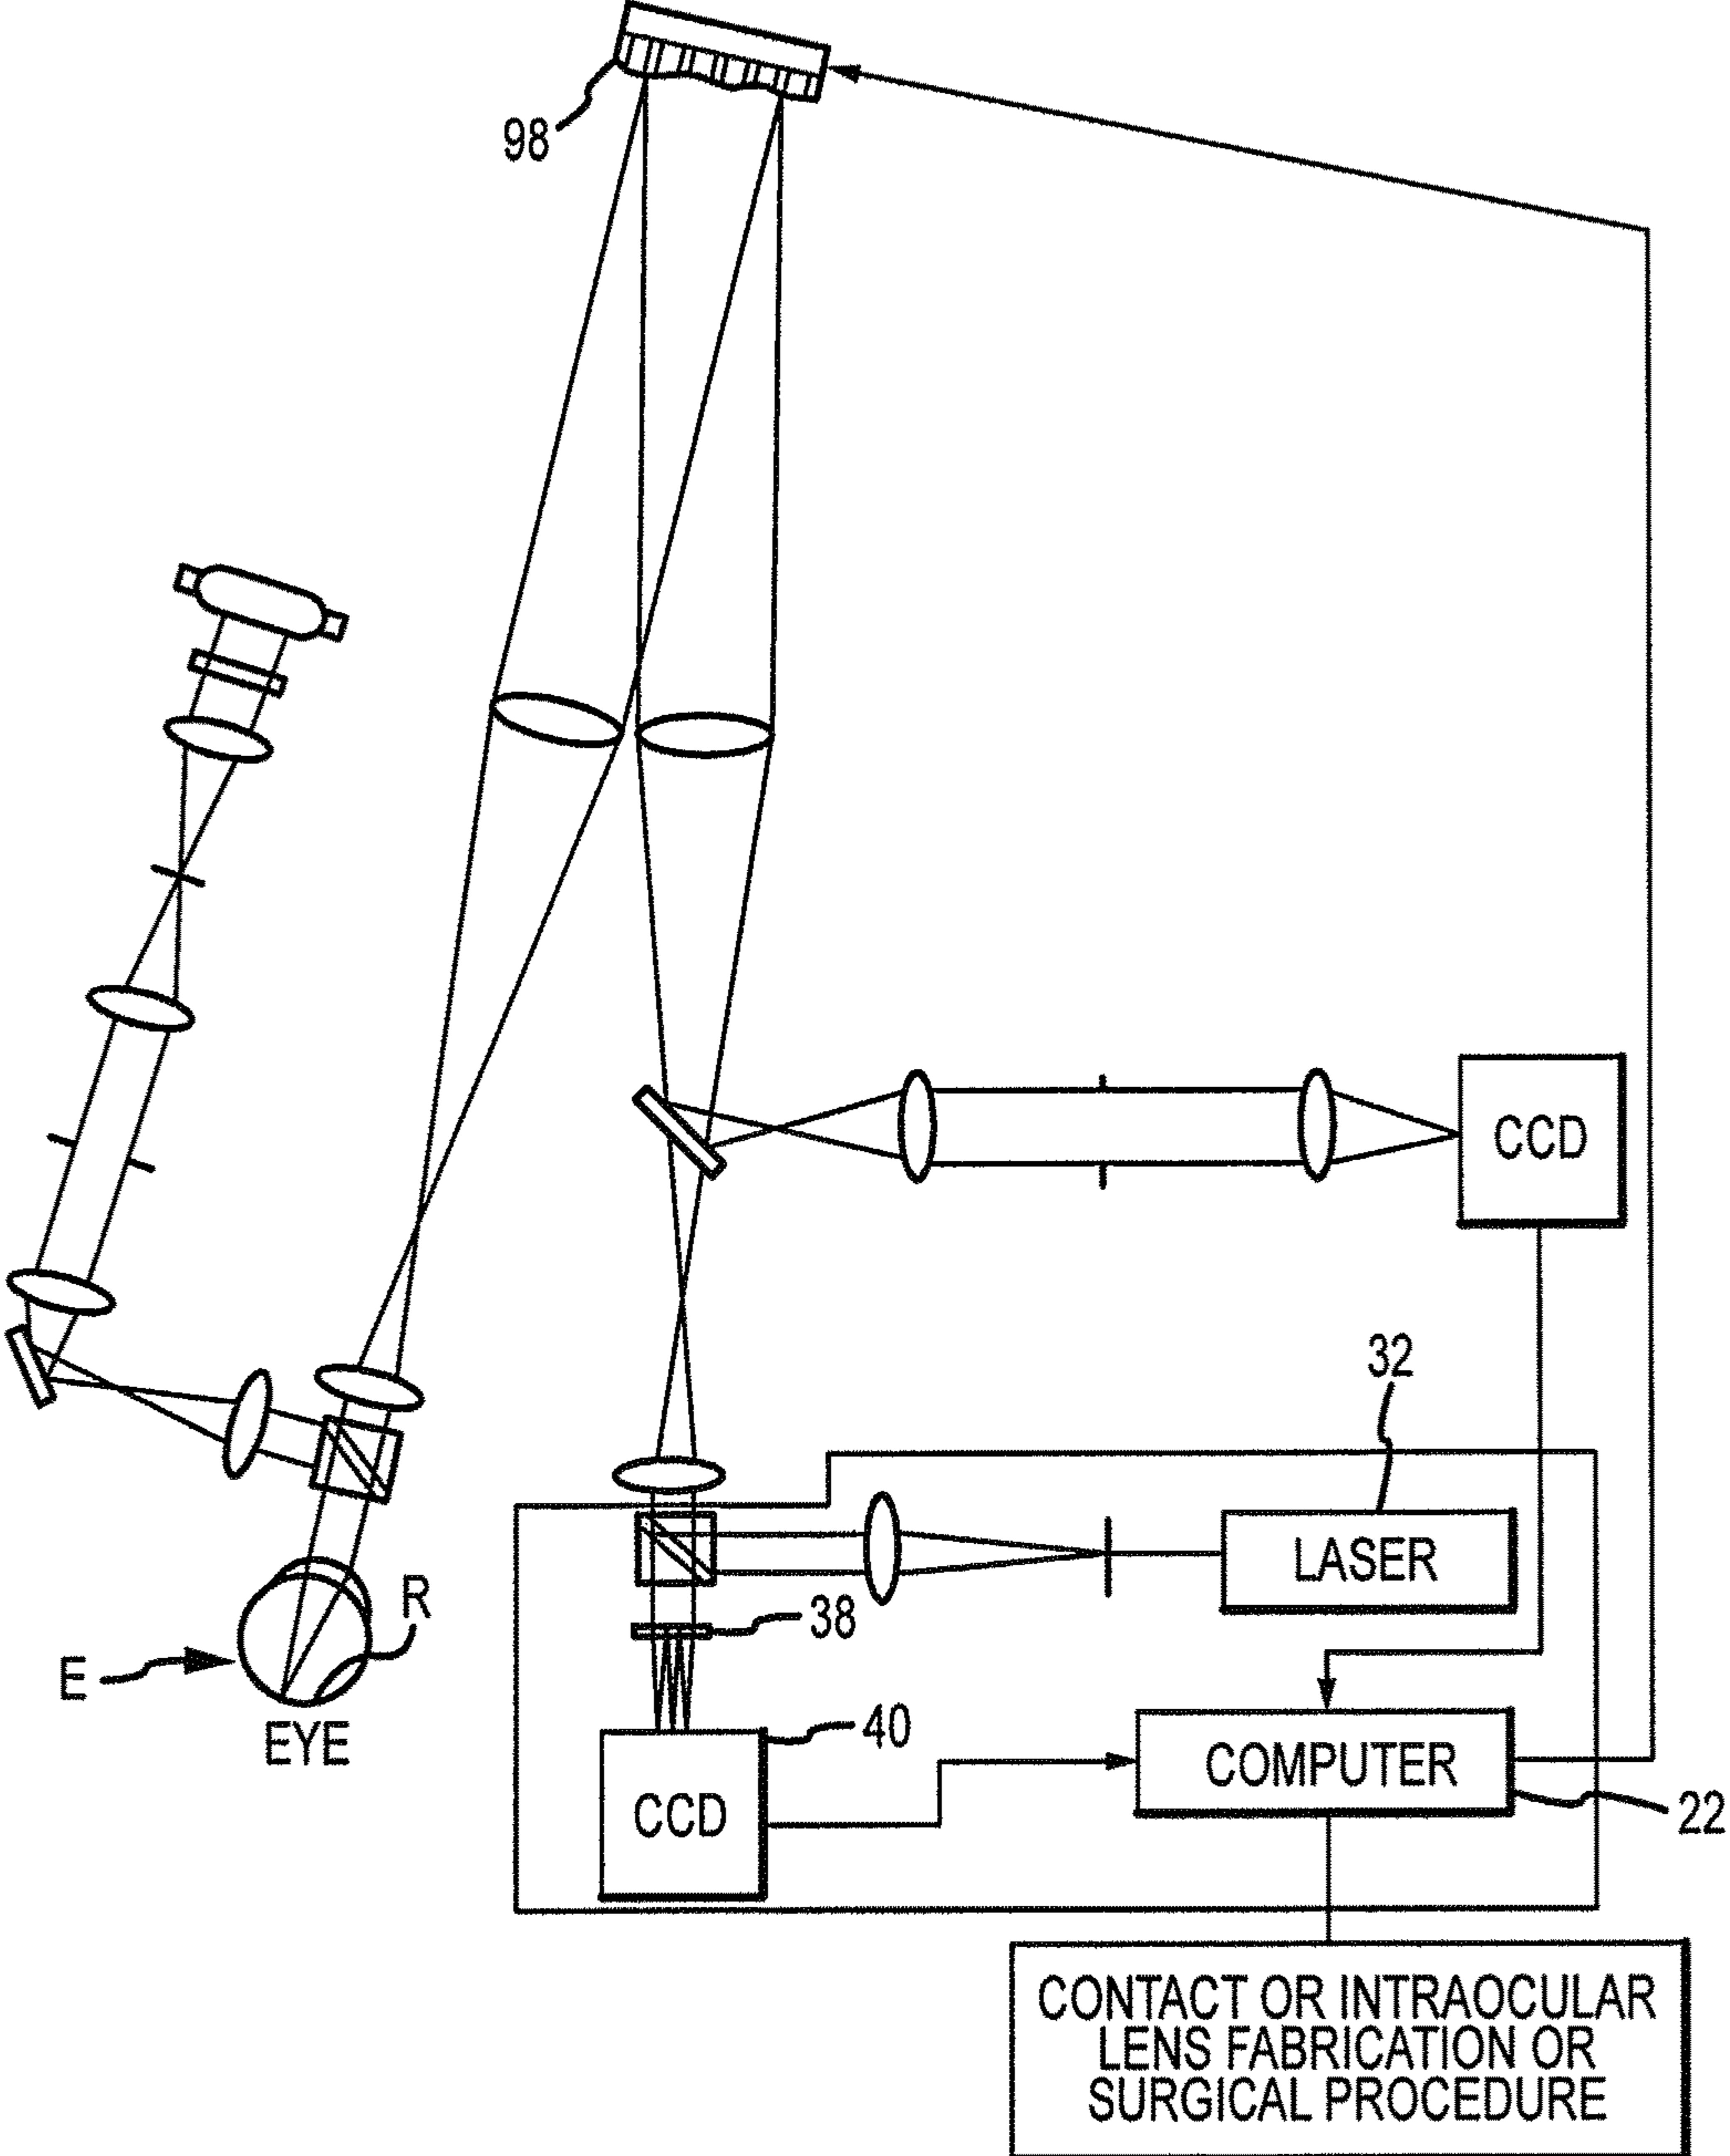 98
CCD
32
LASER
R
38
E
EYE
40
COMPUTER
CCD
22
CONTACT OR INTRAOCULAR
LENS FABRICATION OR
SURGICAL PROCEDURE